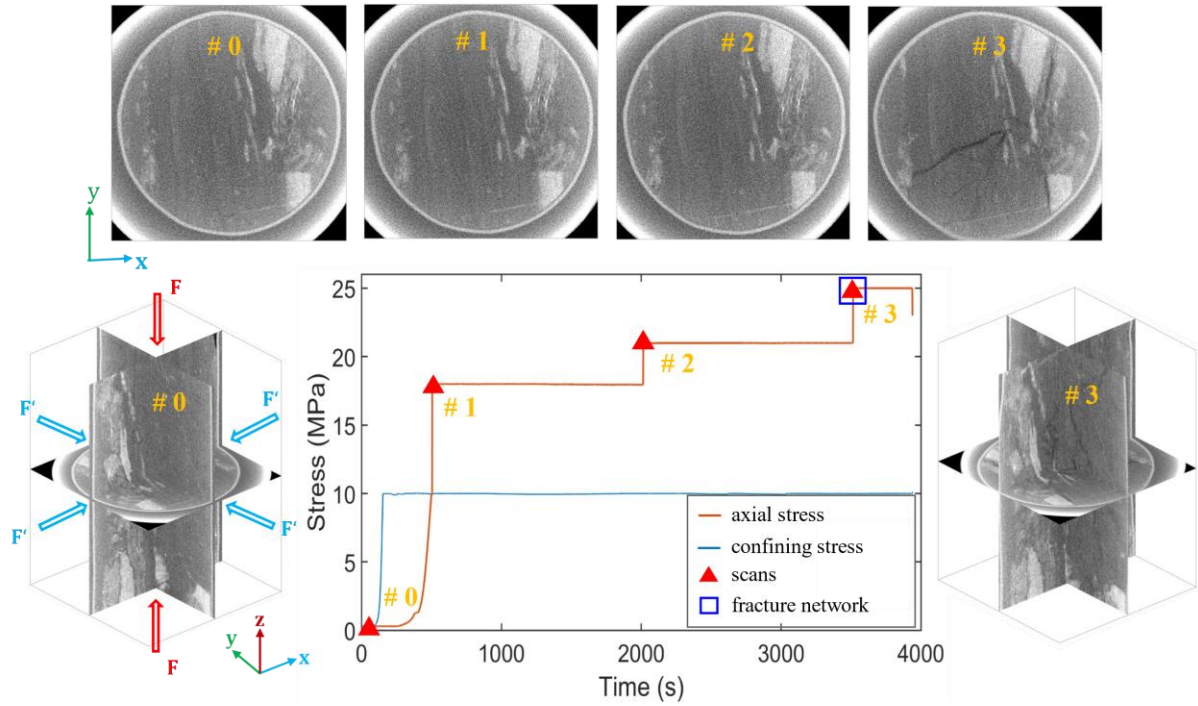 # 0
# 1
# 2
# 3
y
x
F
F'
F'
F'
F'
F
# 0
z
y
x
Stress (MPa)
25
20
15
10
5
0
# 0
# 1
# 2
# 3
axial stress
confining stress
scans
fracture network
0
1000
2000
3000
4000
Time (s)
# 3